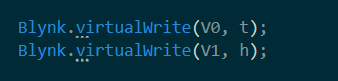 Blynk.virtualWrite(V0, t);
Blynk.virtualWrite(V1, h);